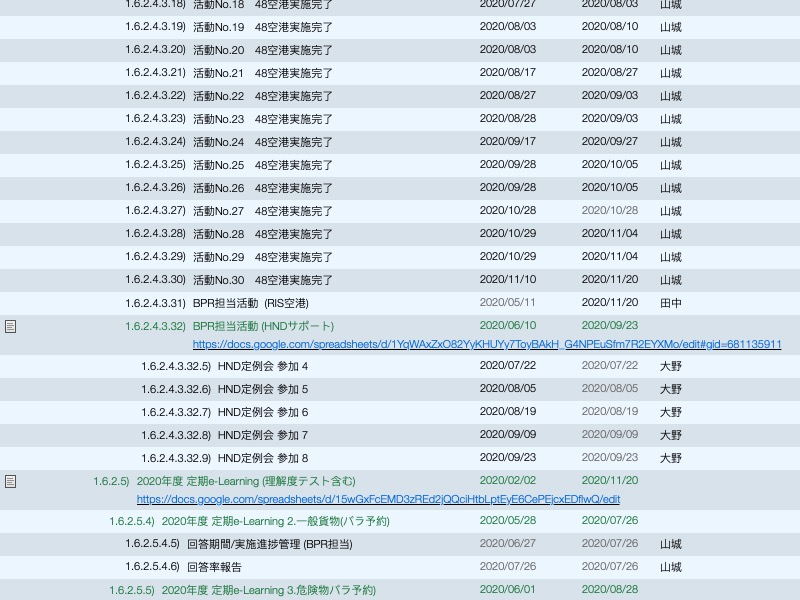 1.6.2.4.3.18) 活動No.18 48空港実施完了 2020/07/27 2020/08/03 山城
1.6.2.4.3.19) 活動No.19 48空港実施完了 2020/08/03 2020/08/10 山城
1.6.2.4.3.20) 活動No.20 48空港実施完了 2020/08/03 2020/08/10 山城
1.6.2.4.3.21) 活動No.21 48空港実施完了 2020/08/17 2020/08/27 山城
1.6.2.4.3.22) 活動No.22 48空港実施完了 2020/08/27 2020/09/03 山城
1.6.2.4.3.23) 活動No.23 48空港実施完了 2020/08/28 2020/09/03 山城
1.6.2.4.3.24) 活動No.24 48空港実施完了 2020/09/17 2020/09/27 山城
1.6.2.4.3.25) 活動No.25 48空港実施完了 2020/09/28 2020/10/05 山城
1.6.2.4.3.26) 活動No.26 48空港実施完了 2020/09/28 2020/10/05 山城
1.6.2.4.3.27) 活動No.27 48空港実施完了 2020/10/28 2020/10/28 山城
1.6.2.4.3.28) 活動No.28 48空港実施完了 2020/10/29 2020/11/04 山城
1.6.2.4.3.29) 活動No.29 48空港実施完了 2020/10/29 2020/11/04 山城
1.6.2.4.3.30) 活動No.30 48空港実施完了 2020/11/10 2020/11/20 山城
1.6.2.4.3.31) BPR担当活動 (RIS空港) 2020/05/11 2020/11/20 田中
1.6.2.4.3.32) BPR担当活動 (HNDサポート) 2020/06/10 2020/09/23
https://docs.google.com/spreadsheets/d/1YqWAxZxO82YyKHUYy7ToyBAkH_G4NPEuSfm7R2EYXMo/edit#gid=681135911
1.6.2.4.3.32.5) HND定例会 参加 4 2020/07/22 2020/07/22 大野
1.6.2.4.3.32.6) HND定例会 参加 5 2020/08/05 2020/08/05 大野
1.6.2.4.3.32.7) HND定例会 参加 6 2020/08/19 2020/08/19 大野
1.6.2.4.3.32.8) HND定例会 参加 7 2020/09/09 2020/09/09 大野
1.6.2.4.3.32.9) HND定例会 参加 8 2020/09/23 2020/09/23 大野
1.6.2.5) 2020年度 定期e-Learning (理解度テスト含む) 2020/02/02 2020/11/20
https://docs.google.com/spreadsheets/d/15wGxFcEMD3zREd2jQQciHtbLptEyE6CePEjcxEDflwQ/edit
1.6.2.5.4) 2020年度 定期e-Learning 2.一般貨物(バラ予約) 2020/05/28 2020/07/26
1.6.2.5.4.5) 回答期間/実施進捗管理 (BPR担当) 2020/06/27 2020/07/26 山城
1.6.2.5.4.6) 回答率報告 2020/07/26 2020/07/26 山城
1.6.2.5.5) 2020年度 定期e-Learning 3.危険物バラ予約) 2020/06/01 2020/08/28